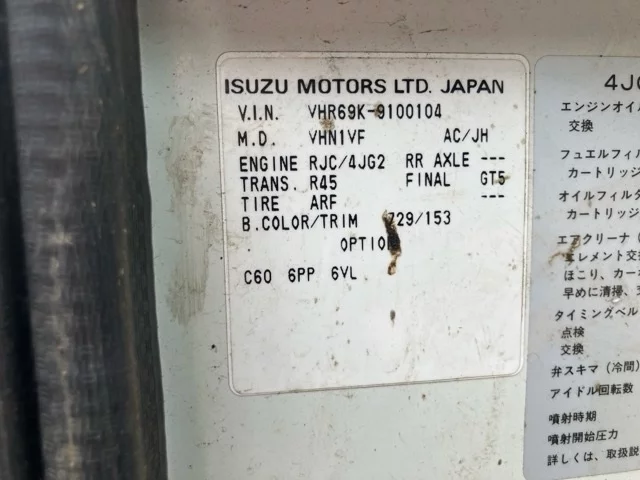 ISUZU MOTORS LTD. JAPAN
V.I.N. VHR69K-9100104
M.D. VHN1VF AC/JH
ENGINE RJC/4JG2 RR AXLE ---
TRANS. R45 FINAL GT5
TIRE ARF ---
B.COLOR/TRIM 729/153
OPTION
C60 6PP 6VL
4JG
エンジンオイル
交換
フュエルフィル
カートリッジ
オイルフィルタ
カートリッジ
エアクリーナ(
エレメント交換
ほこり、カー
早めに清掃、交
タイミングベル
点検
交換
弁スキマ(冷間)
アイドル回転数
噴射時期
噴射開始圧力
詳しくは、取扱説